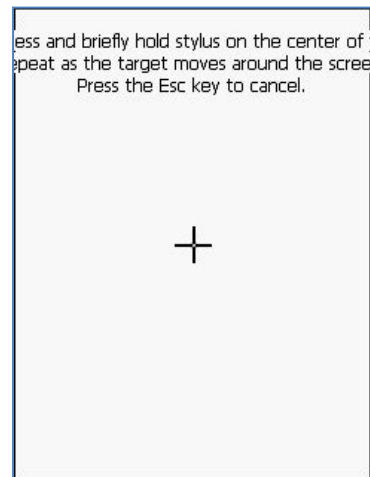 ess and briefly hold stylus on the center of
epeat as the target moves around the scree
Press the Esc key to cancel.